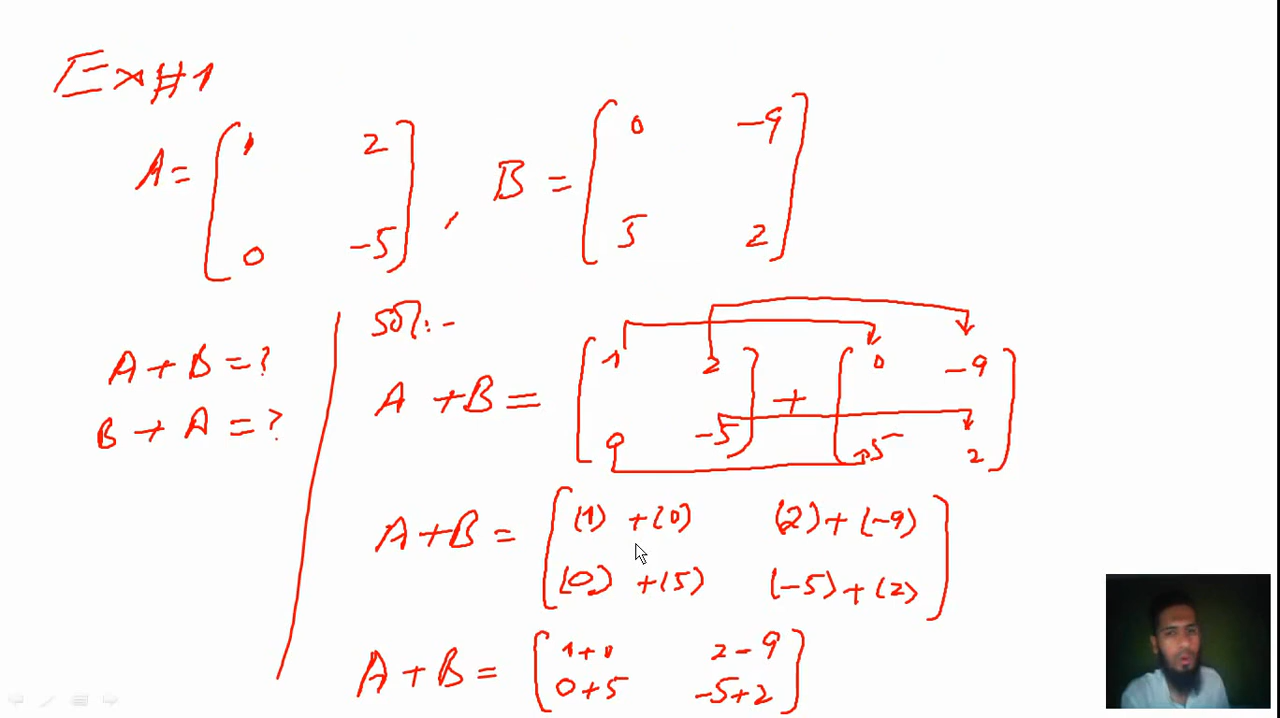 Ex#1
A = [ 1 2
0 -5 ] , B = [ 0 -9
5 2 ]
A + B = ?
B + A = ?
Sol:-
A + B = [ 1 2
0 -5 ] + [ 0 -9
5 2 ]
A + B = [ (1) + (0) (2) + (-9)
(0) + (5) (-5) + (2) ]
A + B = [ 1+0 2-9
0+5 -5+2 ]